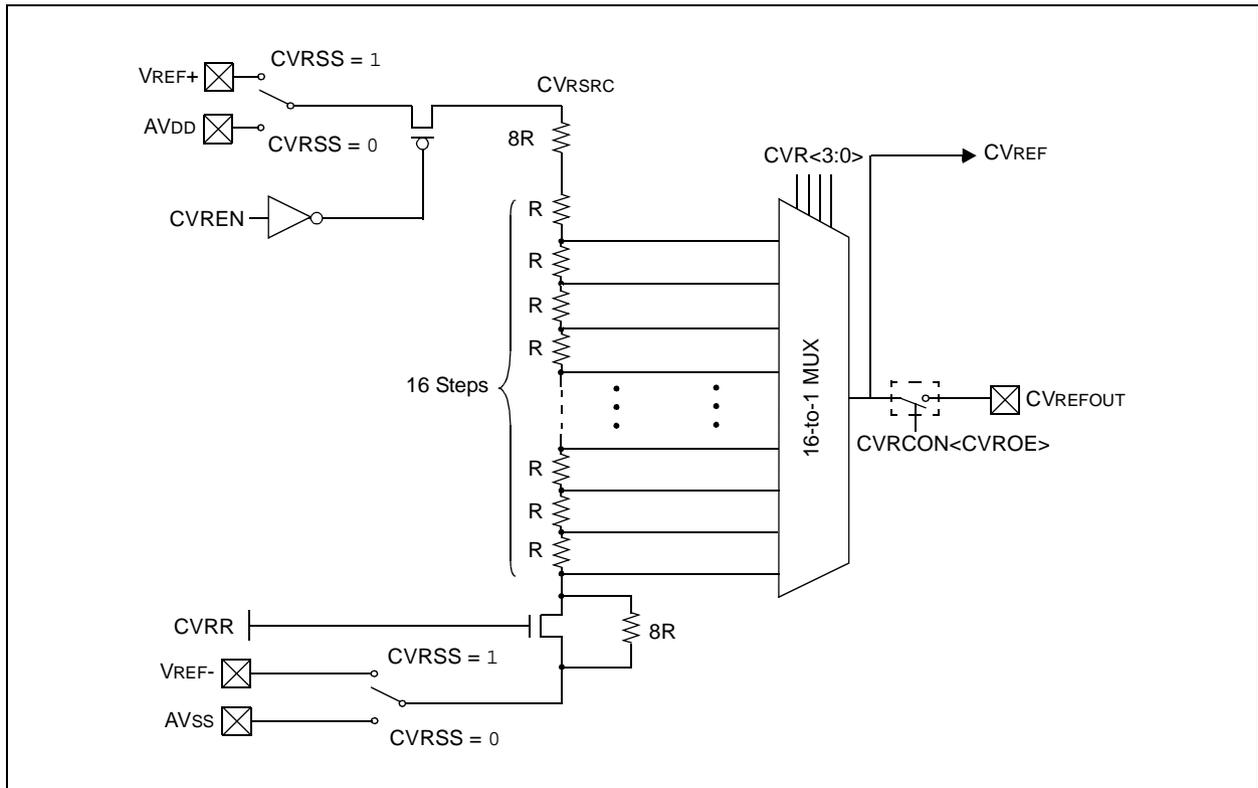 CVRSS = 1
VREF+
CVRSRC
AVDD
8R
CVRSS = 0
CVR<3:0>
CVREF
CVREN
R
R
R
R
16 Steps
16-to-1 MUX
CVREFOUT
CVRCON<CVROE>
R
R
R
CVRR
8R
CVRSS = 1
VREF-
AVSS
CVRSS = 0